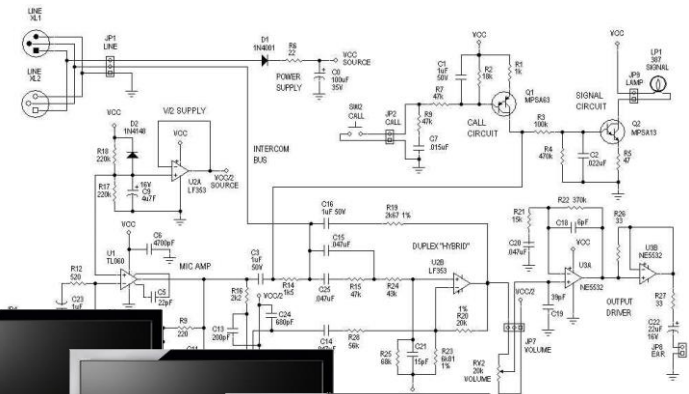 LINE
XL1
LINE
XL2
JP1
LINE
D1
1N4001
R6
22
VCC
SOURCE
POWER
SUPPLY
C8
100uF
35V
VCC
D2
1N4148
V/2 SUPPLY
VCC
R18
220k
R17
220k
16V
C9
4u7F
U2A
LF353
VCC/2
SOURCE
INTERCOM
BUS
SW2
CALL
JP2
CALL
R7
47k
R9
47k
C7
.015uF
C1
1uF
50V
R2
10k
R1
1k
VCC
Q1
MPSA63
CALL
CIRCUIT
R3
100k
R4
470k
C2
.022uF
SIGNAL
CIRCUIT
VCC
LP1
387
SIGNAL
JP9
LAMP
Q2
MPSA13
R5
47
VCC
C6
4700pF
U1
TL060
MIC AMP
R12
520
C23
1uF
C5
22pF
R8
220
C3
1uF
50V
R16
2k2
VCC/2
C13
200pF
C24
680pF
R14
1k5
C16
1uF 50V
C15
.047uF
C25
.047uF
R15
47k
R19
2k67 1%
R24
43k
DUPLEX "HYBRID"
U2B
LF353
C14
R28
56k
R25
68k
C21
15pF
R23
6k81
1%
1%
R20
20k
RV2
20K
VOLUME
JP7
VOLUME
VCC/2
R21
15k
C20
.047uF
R22 370k
C18
6pF
VCC
U3A
NE5532
39pF
C19
R26
33
U3B
NE5532
OUTPUT
DRIVER
R27
33
C22
22uF
16V
JP8
EAR